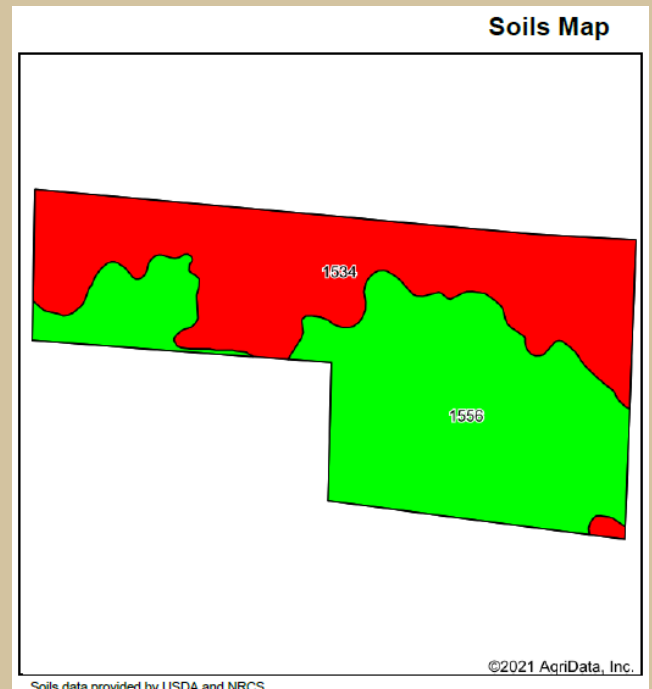 Soils Map
1534
1556
©2021 AgriData, Inc.
Soils data provided by USDA and NRCS